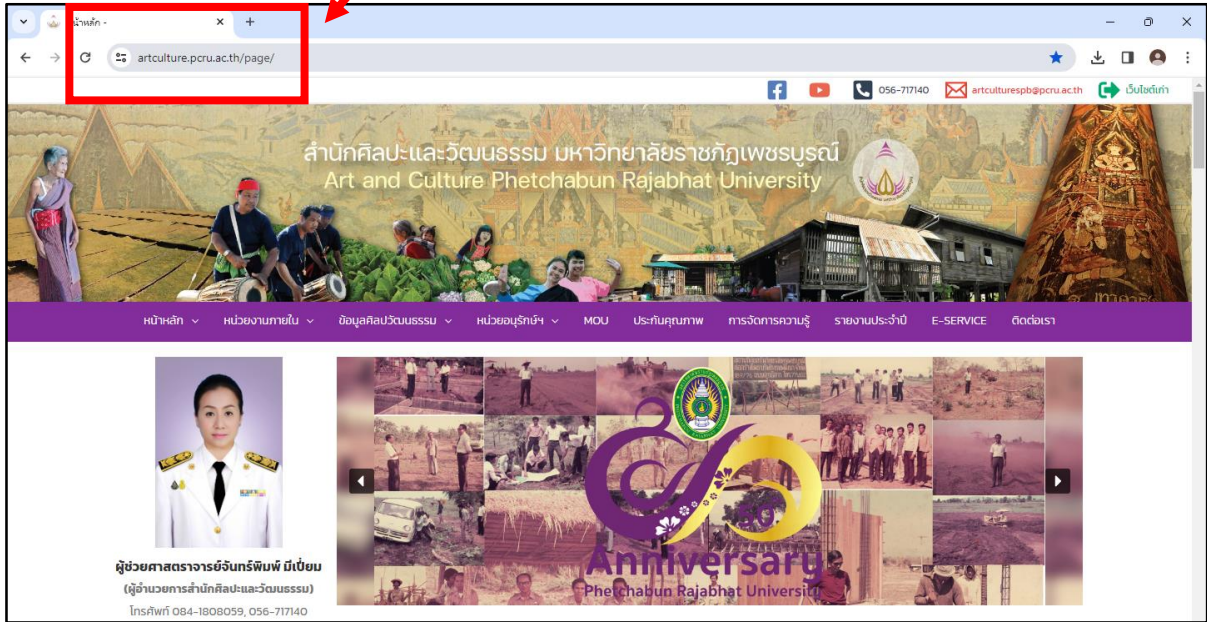 หน้าหลัก -
artculture.pcru.ac.th/page/
056-717140 artculturespb@pcru.ac.th เว็บไซต์เก่า
สำนักศิลปะและวัฒนธรรม มหาวิทยาลัยราชภัฏเพชรบูรณ์
Art and Culture Phetchabun Rajabhat University
หน้าหลัก หน่วยงานภายใน ข้อมูลศิลปวัฒนธรรม หน่วยอนุรักษ์ฯ MOU ประกันคุณภาพ การจัดการความรู้ รายงานประจำปี E-SERVICE ติดต่อเรา
50
Anniversary
Phetchabun Rajabhat University
ผู้ช่วยศาสตราจารย์จันทร์พิมพ์ มีเปี่ยม
(ผู้อำนวยการสำนักศิลปะและวัฒนธรรม)
โทรศัพท์ 084-1808059, 056-717140